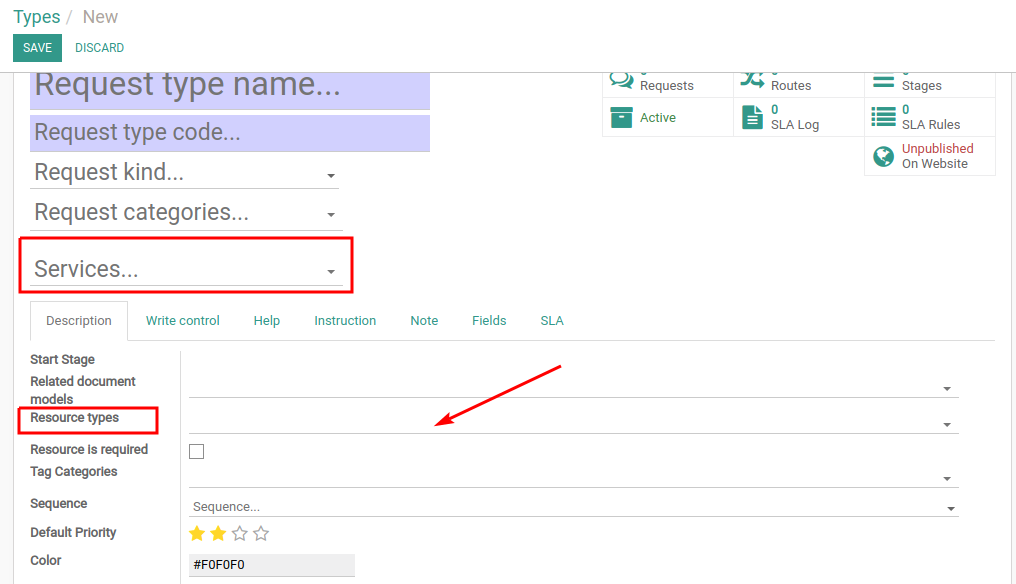 Types / New
SAVE DISCARD
Request type name...
Requests
Routes
Stages
Request type code...
Active
0
SLA Log
0
SLA Rules
Request kind...
Unpublished
On Website
Request categories...
Services...
Description Write control Help Instruction Note Fields SLA
Start Stage
Related document
models
Resource types
Resource is required
Tag Categories
Sequence Sequence...
Default Priority
Color #F0F0F0